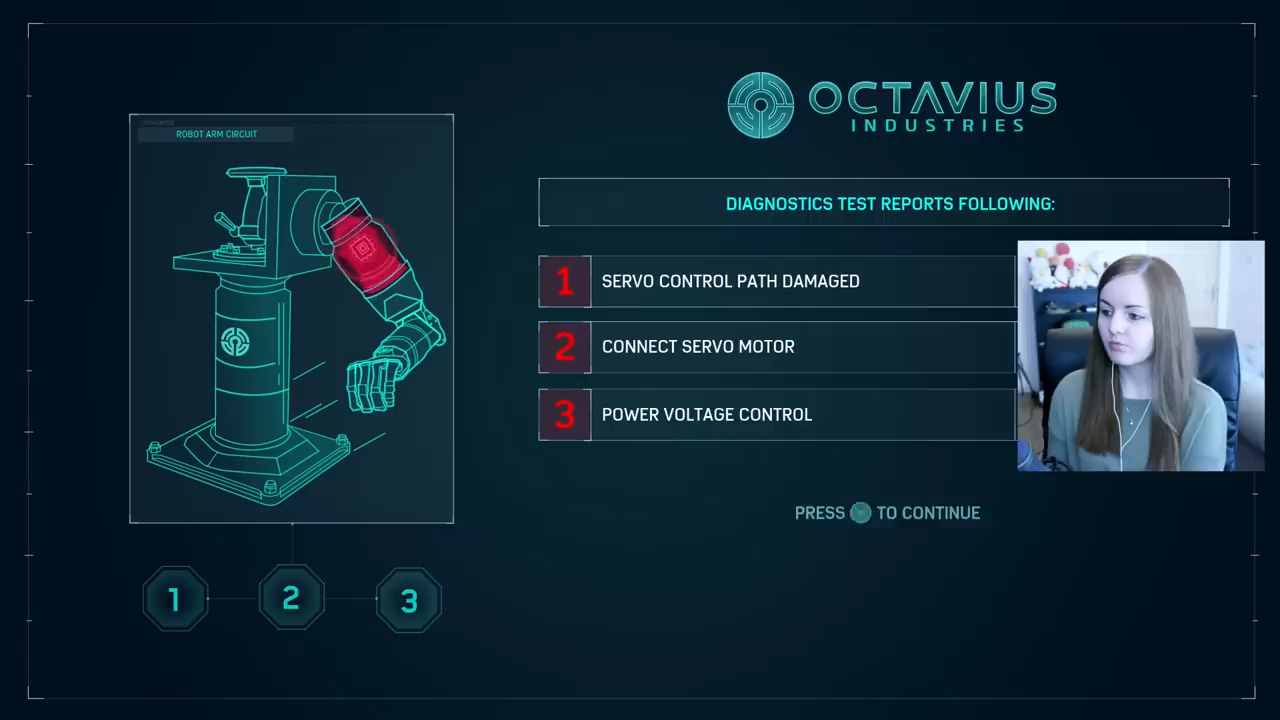 ROBOT ARM CIRCUIT
OCTAVIUS
INDUSTRIES
DIAGNOSTICS TEST REPORTS FOLLOWING:
1 SERVO CONTROL PATH DAMAGED
2 CONNECT SERVO MOTOR
3 POWER VOLTAGE CONTROL
PRESS TO CONTINUE
1 2 3